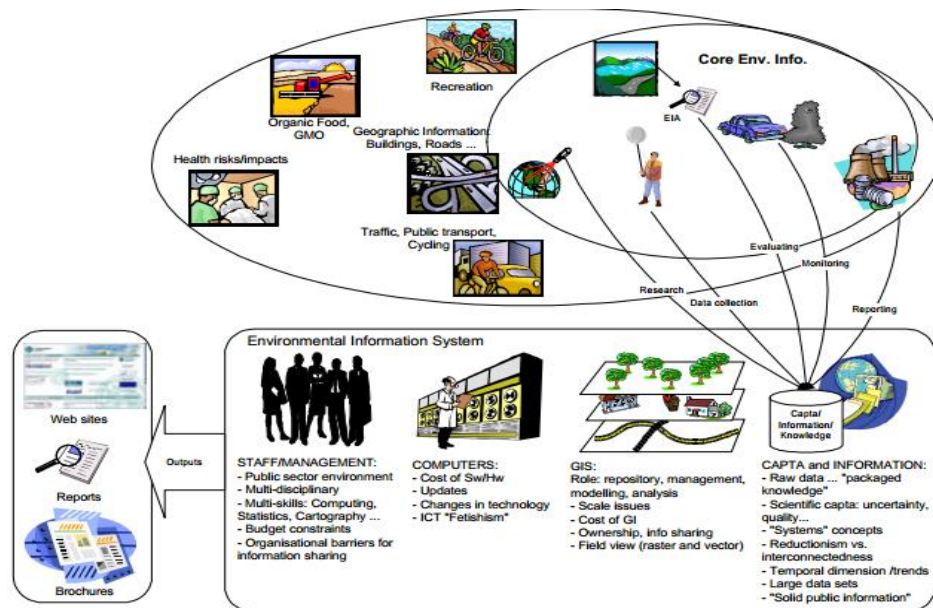 Core Env. Info.
Recreation
EIA
Organic Food,
GMO
Geographic Information:
Buildings, Roads ...
Health risks/impacts
Traffic, Public transport,
Cycling
Evaluating
Monitoring
Research
Data collection
Reporting
Environmental Information System
Web sites
Reports
Brochures
Outputs
STAFF/MANAGEMENT:
- Public sector environment
- Multi-disciplinary
- Multi-skills: Computing,
Statistics, Cartography ...
- Budget constraints
- Organisational barriers for
information sharing
COMPUTERS:
- Cost of Sw/Hw
- Updates
- Changes in technology
- ICT "Fetishism"
GIS:
Role: repository, management,
modelling, analysis
- Scale issues
- Cost of GI
- Ownership, info sharing
- Field view (raster and vector)
Capta/
Information/
Knowledge
CAPTA and INFORMATION:
- Raw data ... "packaged
knowledge"
- Scientific capta: uncertainty,
quality...
- "Systems" concepts
- Reductionism vs.
interconnectedness
- Temporal dimension /trends
- Large data sets
- "Solid public information"